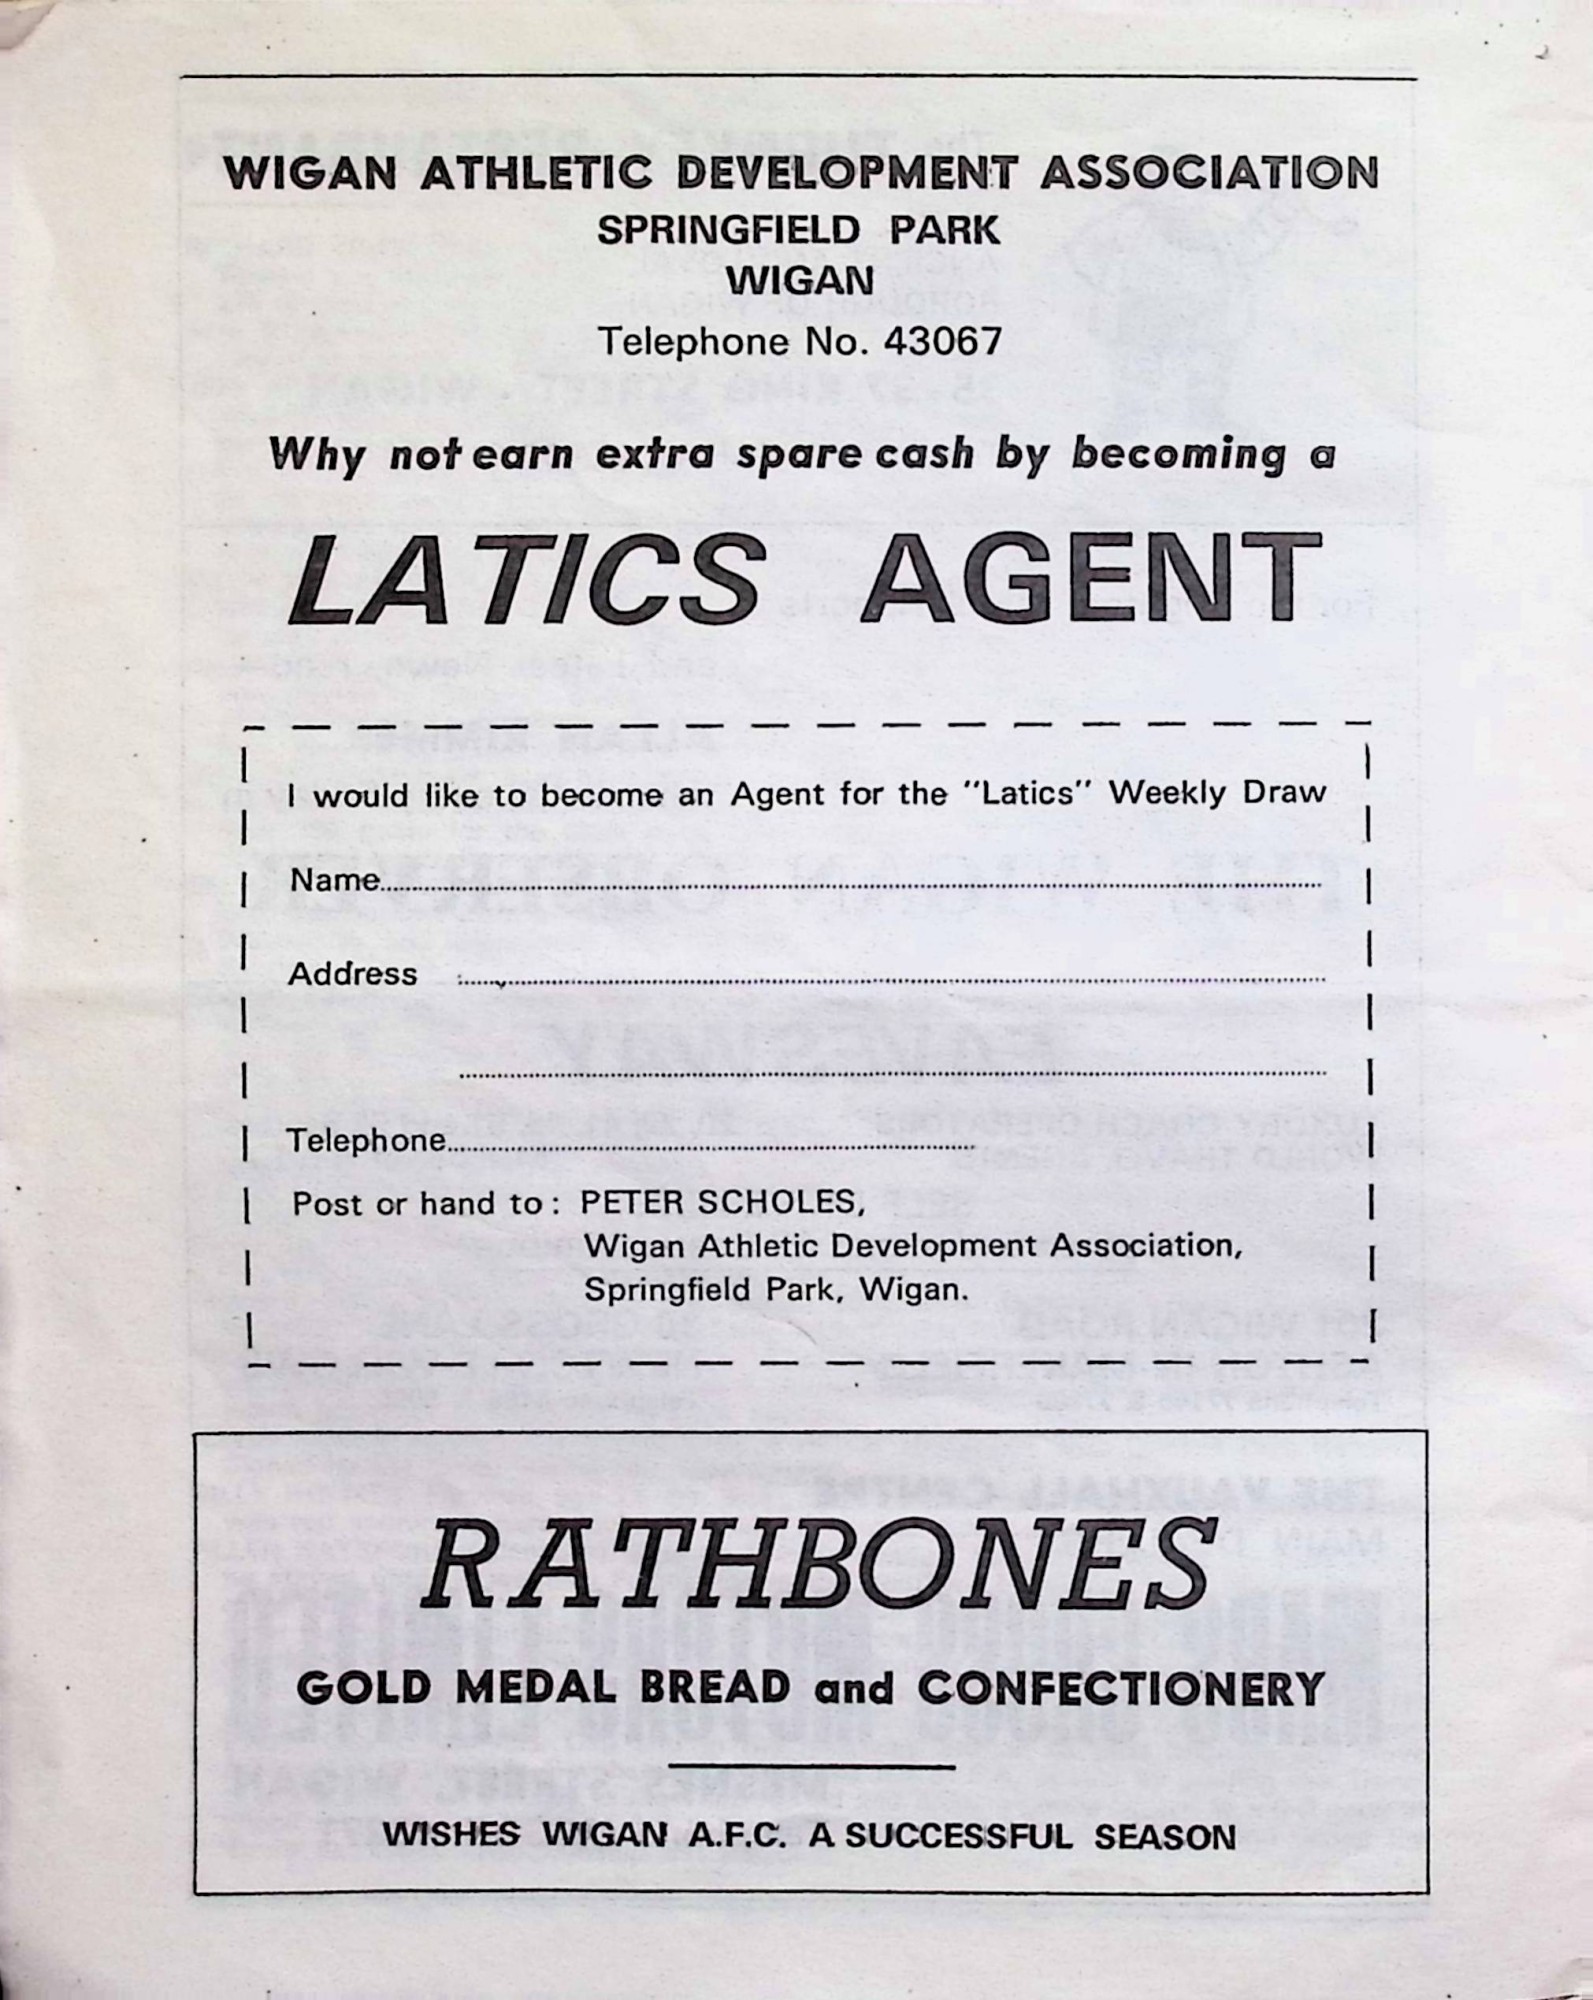 WIGAN ATHLETIC DEVELOPMENT ASSOCIATION
SPRINGFIELD PARK
WIGAN
Telephone No. 43067
Why not earn extra spare cash by becoming a
LATICS AGENT
I would like to become an Agent for the "Latics" Weekly Draw
Name
Address
Telephone
Post or hand to: PETER SCHOLES,
Wigan Athletic Development Association,
Springfield Park, Wigan.
RATHBONES
GOLD MEDAL BREAD and CONFECTIONERY
WISHES WIGAN A.F.C. A SUCCESSFUL SEASON